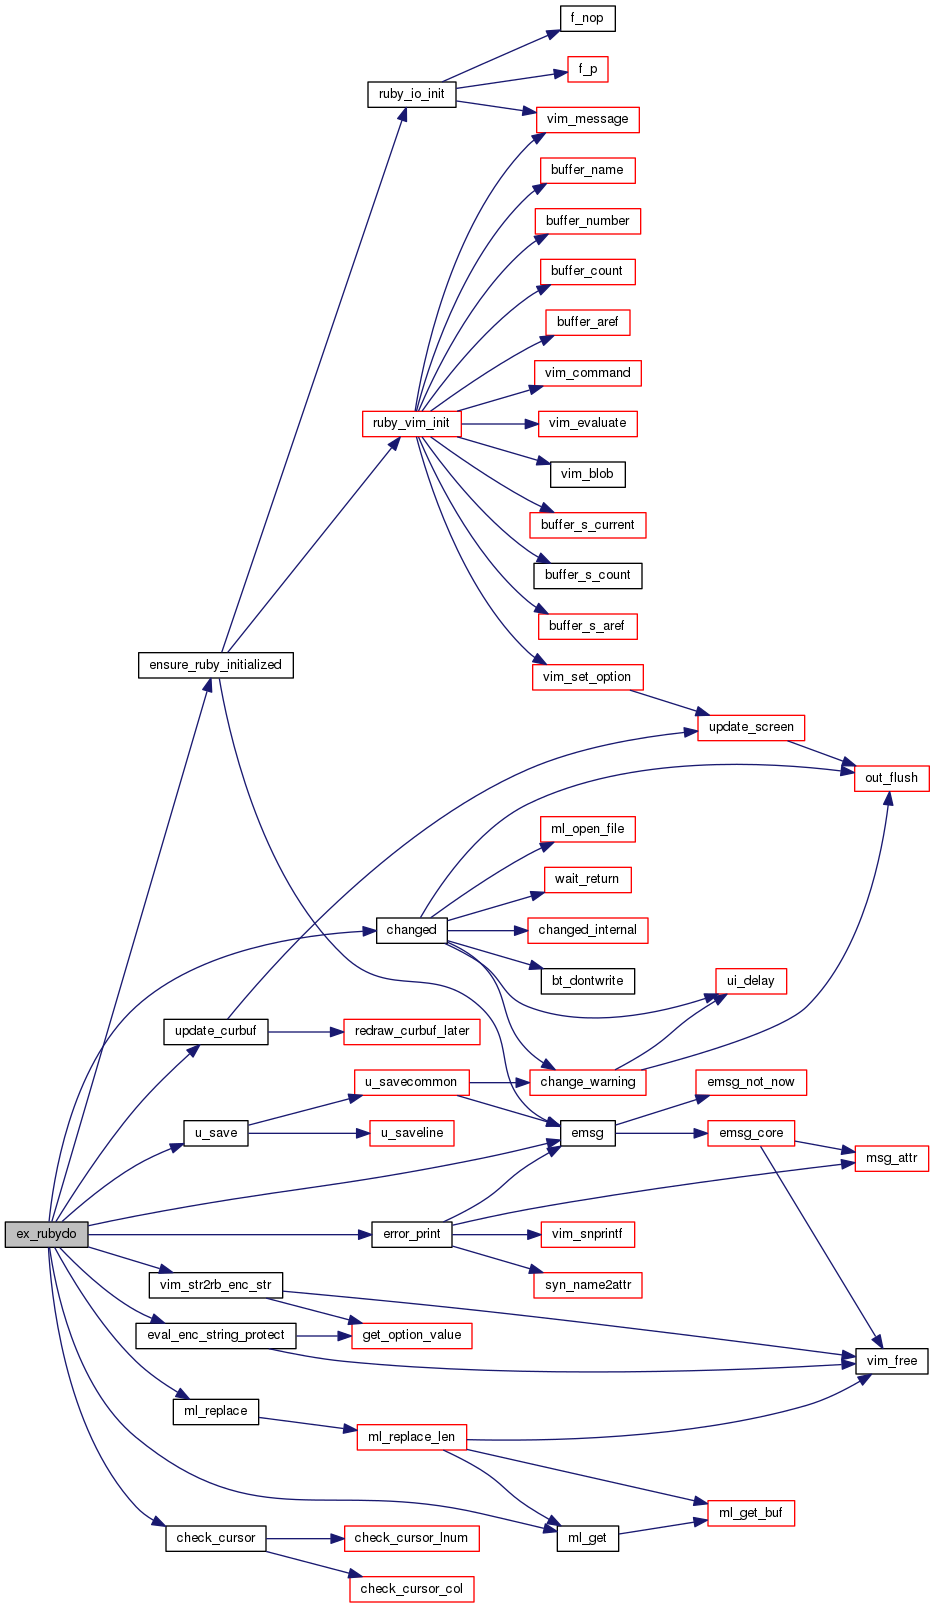 f_nop
f_p
ruby_io_init
vim_message
buffer_name
buffer_number
buffer_count
buffer_aref
vim_command
ruby_vim_init
vim_evaluate
vim_blob
buffer_s_current
buffer_s_count
buffer_s_aref
ensure_ruby_initialized
vim_set_option
update_screen
out_flush
ml_open_file
wait_return
changed
changed_internal
bt_dontwrite
ui_delay
update_curbuf
redraw_curbuf_later
u_savecommon
change_warning
emsg_not_now
u_save
u_saveline
emsg
emsg_core
msg_attr
ex_rubydo
error_print
vim_snprintf
vim_str2rb_enc_str
syn_name2attr
eval_enc_string_protect
get_option_value
vim_free
ml_replace
ml_replace_len
ml_get_buf
check_cursor
check_cursor_lnum
ml_get
check_cursor_col